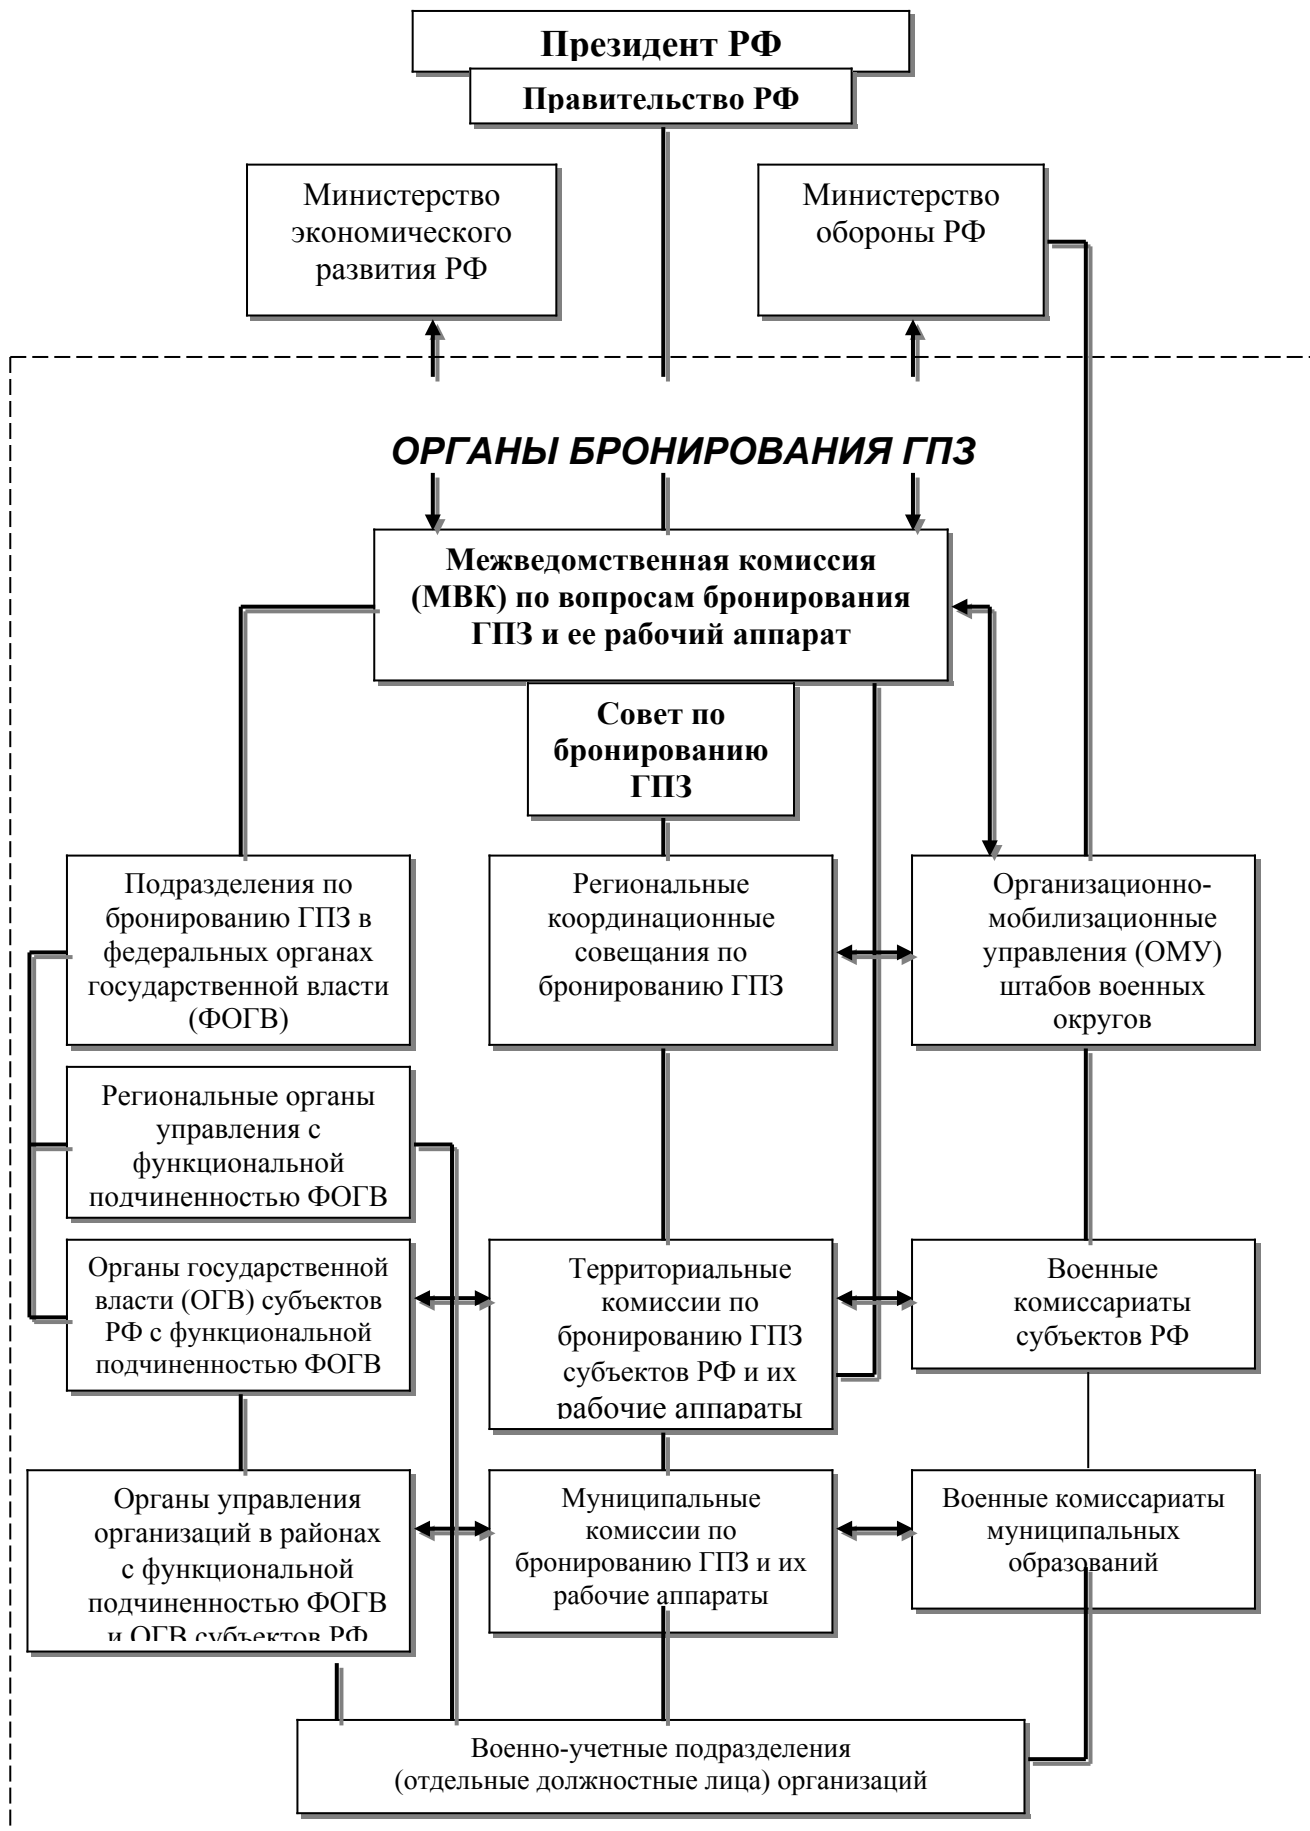 Президент РФ
Правительство РФ
Министерство
экономического
развития РФ
Министерство
обороны РФ
ОРГАНЫ БРОНИРОВАНИЯ ГПЗ
Межведомственная комиссия
(МВК) по вопросам бронирования
ГПЗ и ее рабочий аппарат
Совет по
бронированию
ГПЗ
Подразделения по
бронированию ГПЗ в
федеральных органах
государственной власти
(ФОГВ)
Региональные
координационные
совещания по
бронированию ГПЗ
Организационно-
мобилизационные
управления (ОМУ)
штабов военных
округов
Региональные органы
управления с
функциональной
подчиненностью ФОГВ
Органы государственной
власти (ОГВ) субъектов
РФ с функциональной
подчиненностью ФОГВ
Территориальные
комиссии по
бронированию ГПЗ
субъектов РФ и их
рабочие аппараты
Военные
комиссариаты
субъектов РФ
Органы управления
организаций в районах
с функциональной
подчиненностью ФОГВ
и ОГВ субъектов РФ
Муниципальные
комиссии по
бронированию ГПЗ и их
рабочие аппараты
Военные комиссариаты
муниципальных
образований
Военно-учетные подразделения
(отдельные должностные лица) организаций